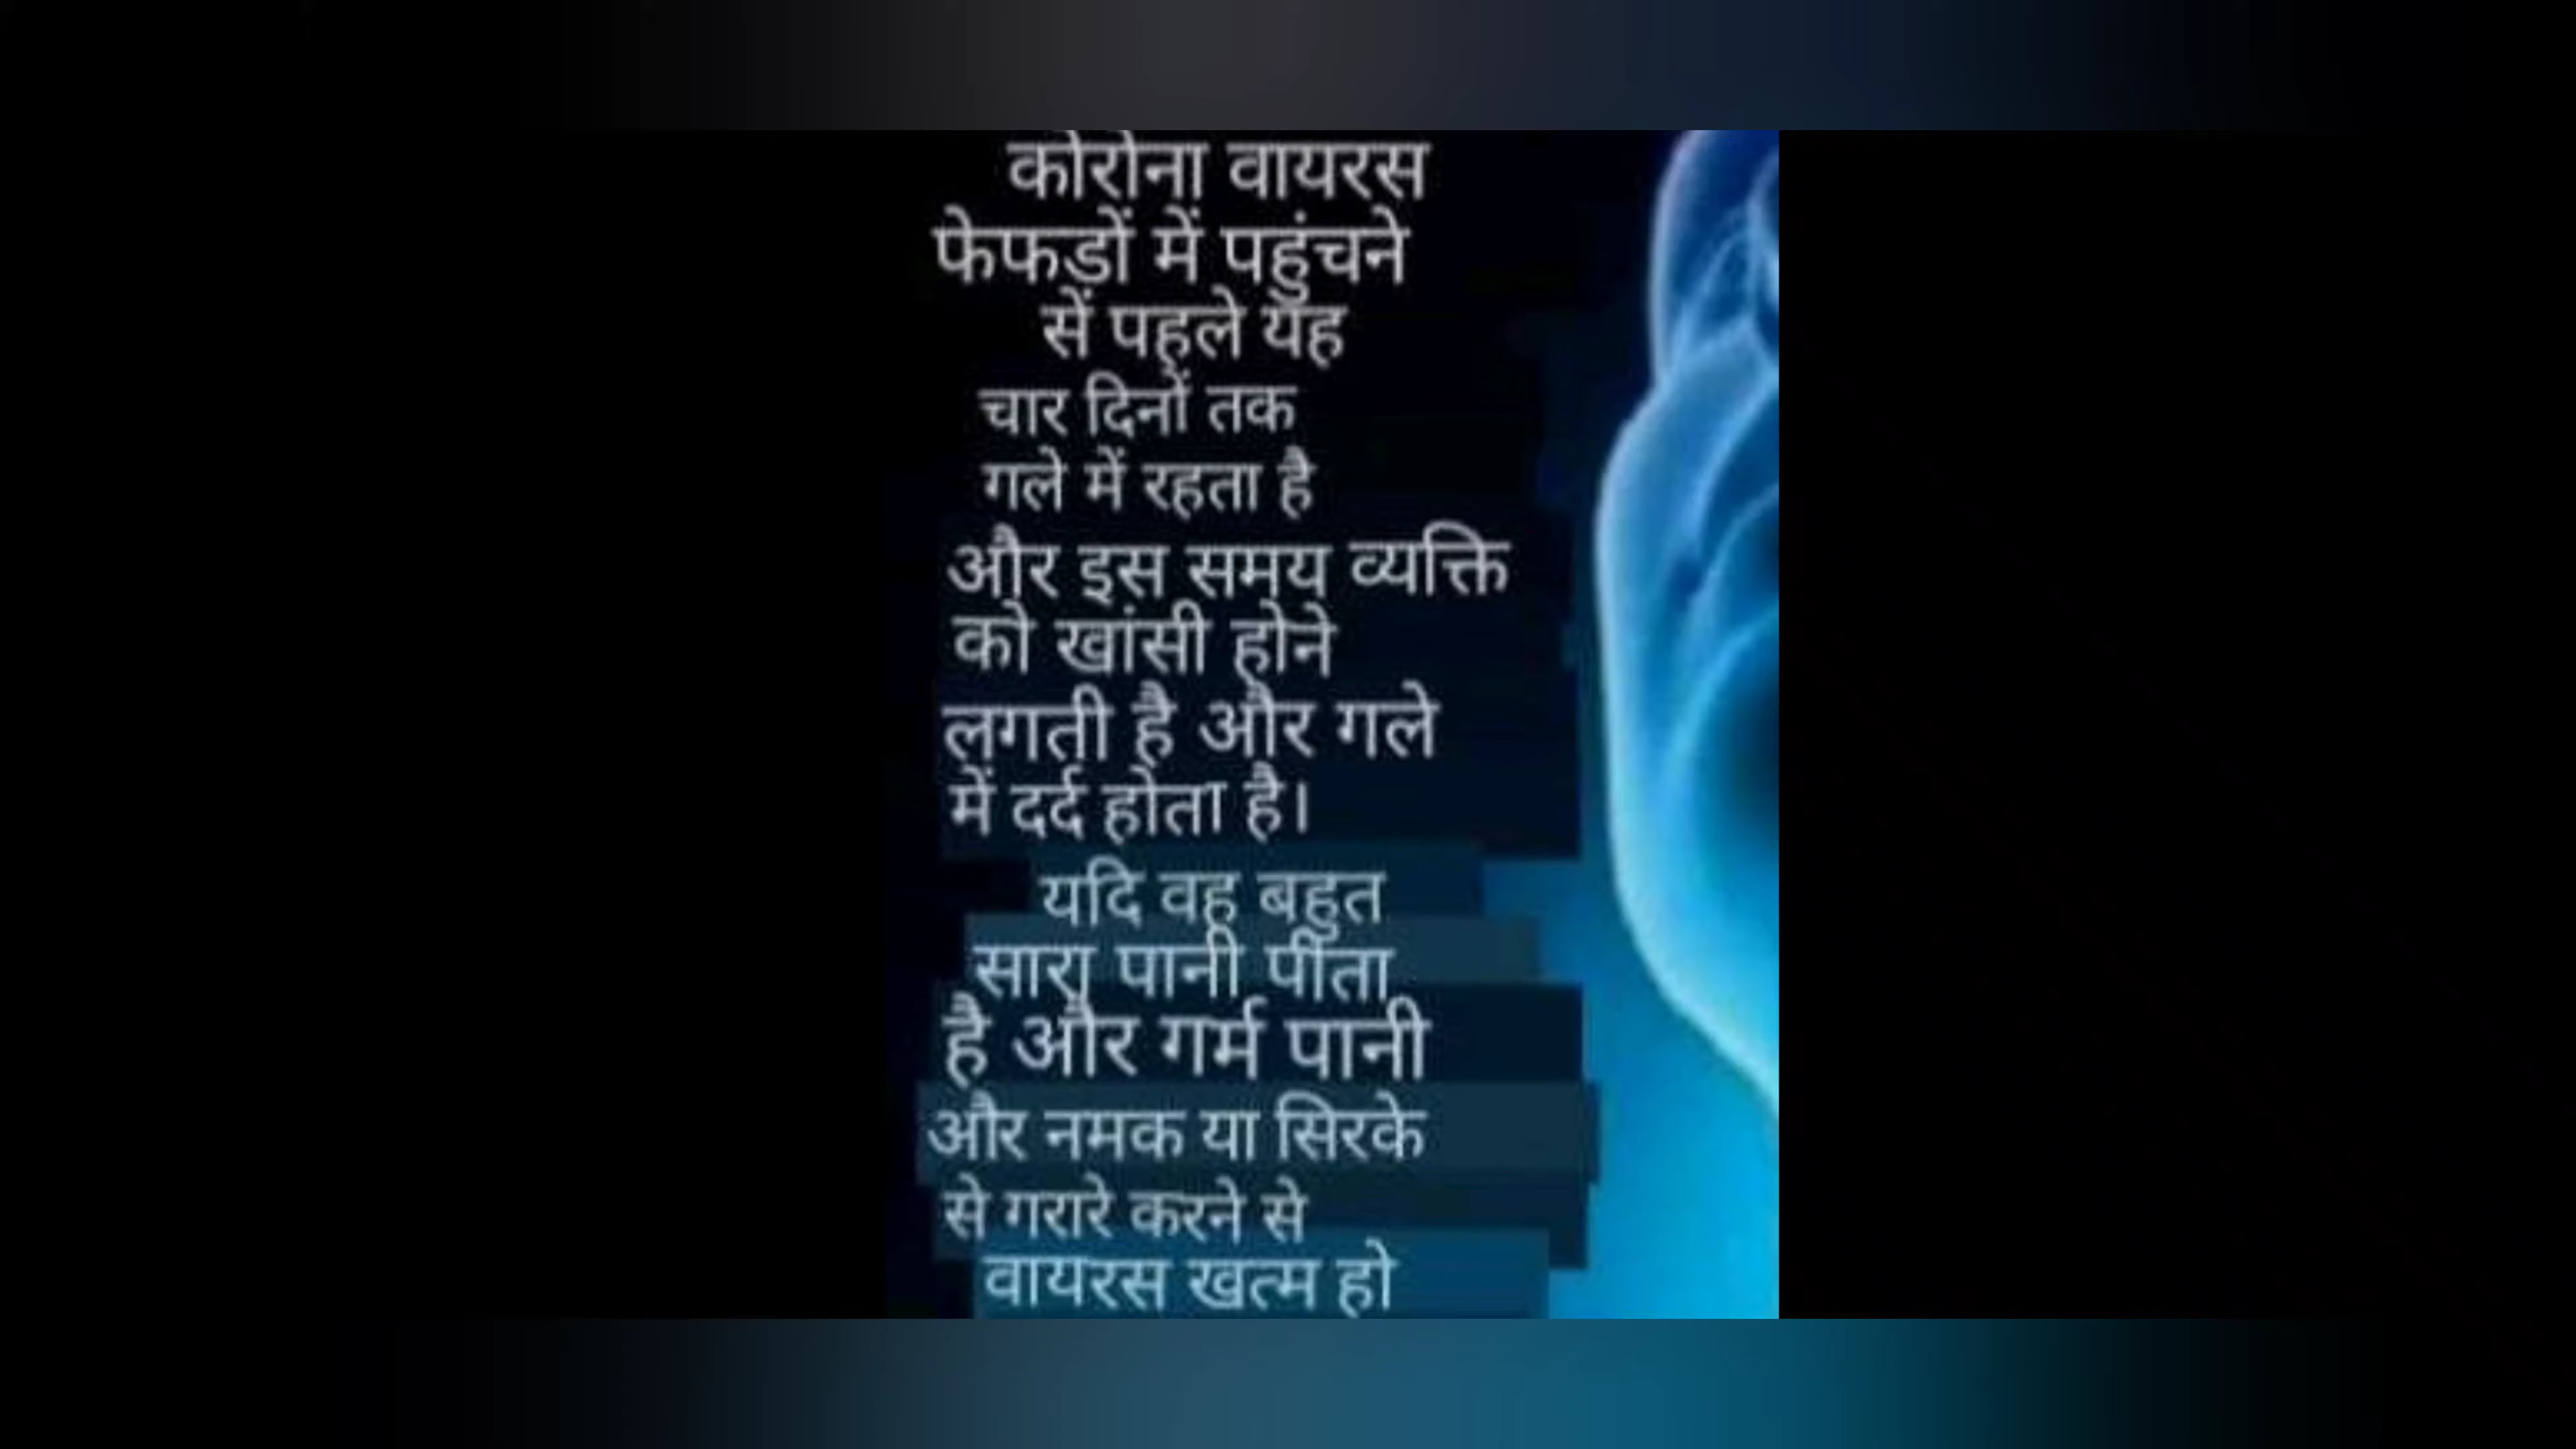 कोरोना वायरस
फेफड़ों में पहुंचने
सें पहले यह
चार दिनों तक
गले में रहता है
और इस समय व्यक्ति
को खांसी होने
लगती है और गले
में दर्द होता है।
यदि वह बहुत
सारा पानी पीता
है और गर्म पानी
और नमक या सिरके
से गरारे करने से
वायरस खत्म हो